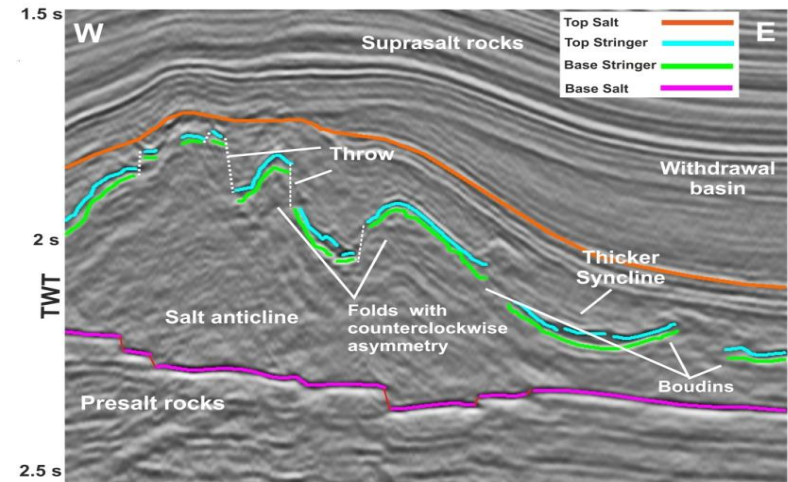 1.5 s
W
Suprasalt rocks
Top Salt
Top Stringer
Base Stringer
Base Salt
E
Throw
Withdrawal
basin
2 s
TWT
Thicker
Syncline
Salt anticline
Folds with
counterclockwise
asymmetry
Boudins
Presalt rocks
2.5 s